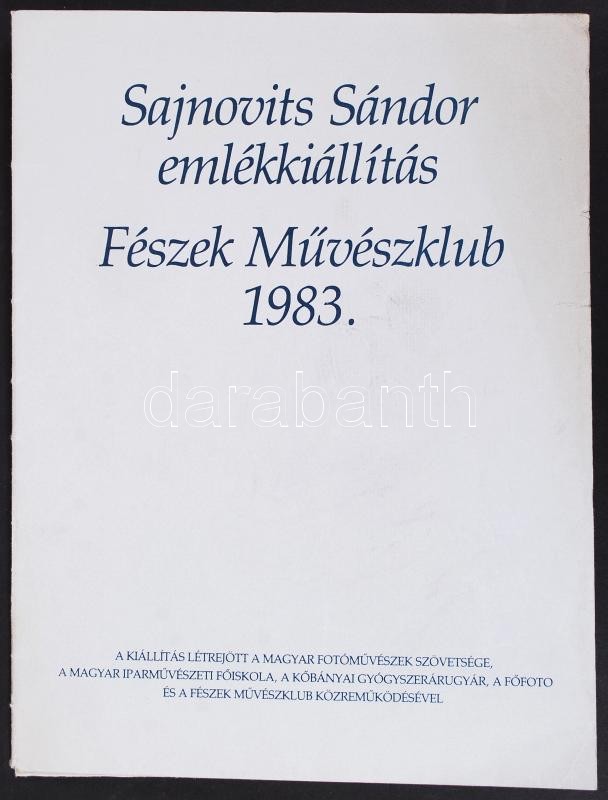 Sajnovits Sándor
emlékkiállítás
Fészek Művészklub
1983.
darabanth
A KIÁLLÍTÁS LÉTREJÖTT A MAGYAR FOTÓMŰVÉSZEK SZÖVETSÉGE,
A MAGYAR IPARMŰVÉSZETI FŐISKOLA, A KŐBÁNYAI GYÓGYSZERÁRUGYÁR, A FŐFOTO
ÉS A FÉSZEK MŰVÉSZKLUB KÖZREMŰKÖDÉSÉVEL